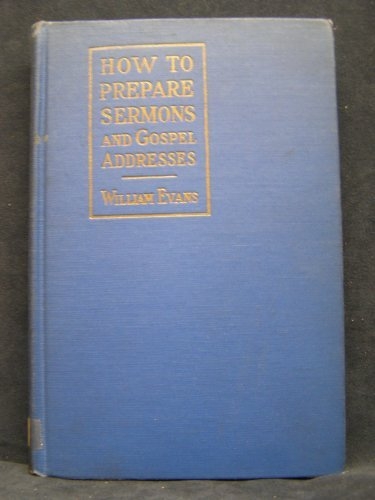 HOW TO
PREPARE
SERMONS
AND GOSPEL
ADDRESSES
WILLIAM EVANS